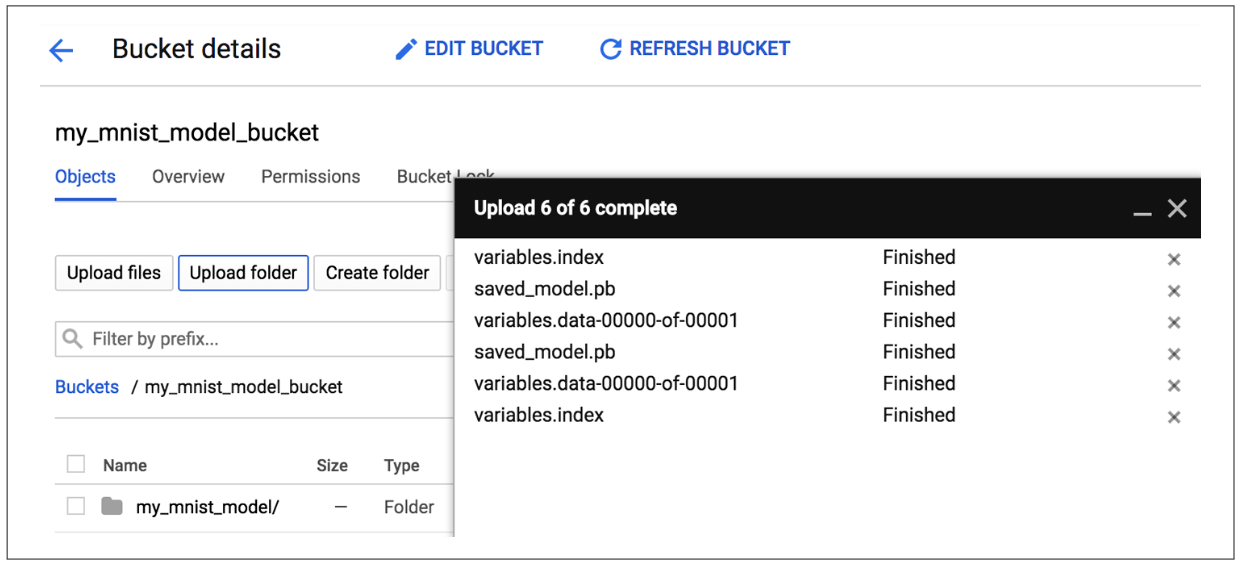 Bucket details EDIT BUCKET REFRESH BUCKET
my_mnist_model_bucket
Objects Overview Permissions Bucket Lock
Upload files Upload folder Create folder
Filter by prefix...
Buckets / my_mnist_model_bucket
Name Size Type
my_mnist_model/ — Folder
Upload 6 of 6 complete
variables.index Finished
saved_model.pb Finished
variables.data-00000-of-00001 Finished
saved_model.pb Finished
variables.data-00000-of-00001 Finished
variables.index Finished